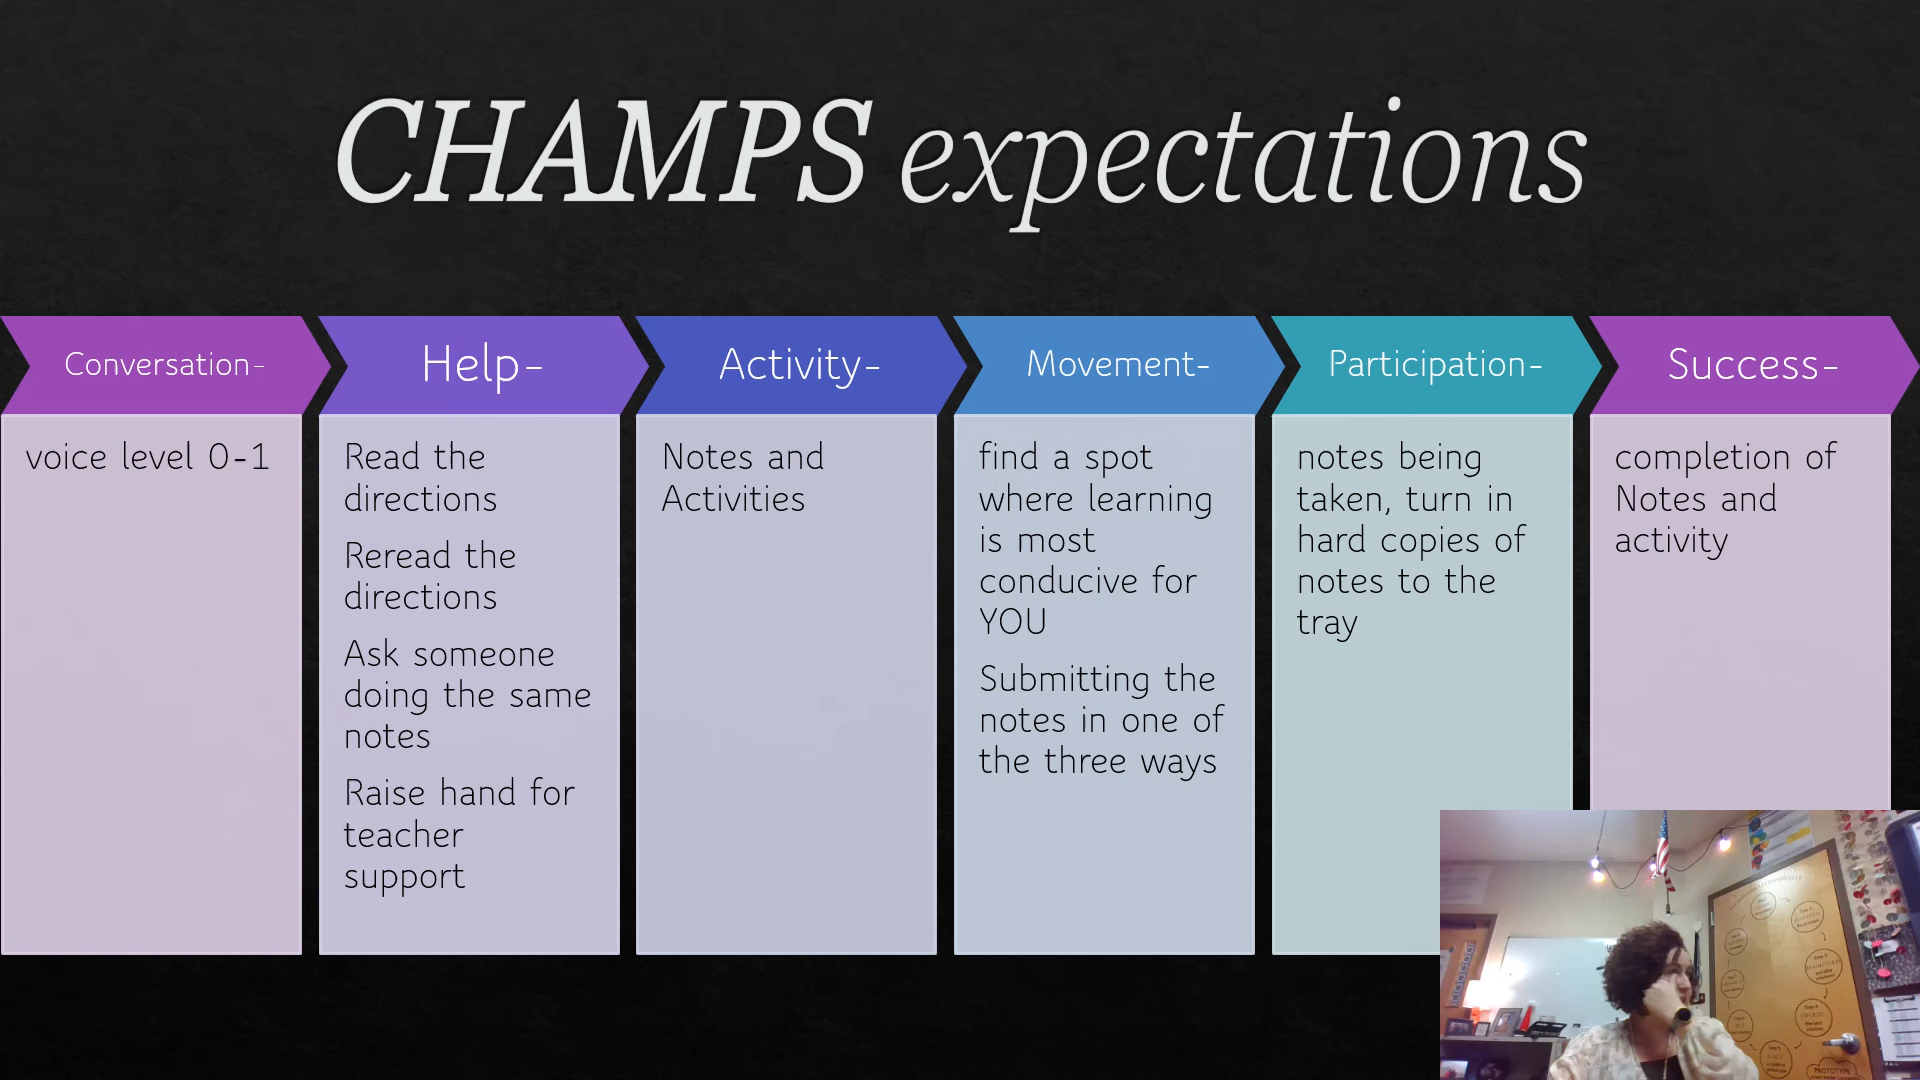 CHAMPS expectations
Conversation-
voice level 0-1
Help-
Read the
directions
Reread the
directions
Ask someone
doing the same
notes
Raise hand for
teacher
support
Activity-
Notes and
Activities
Movement-
find a spot
where learning
is most
conducive for
YOU
Submitting the
notes in one of
the three ways
Participation-
notes being
taken, turn in
hard copies of
notes to the
tray
Success-
completion of
Notes and
activity
PROTOTYPE